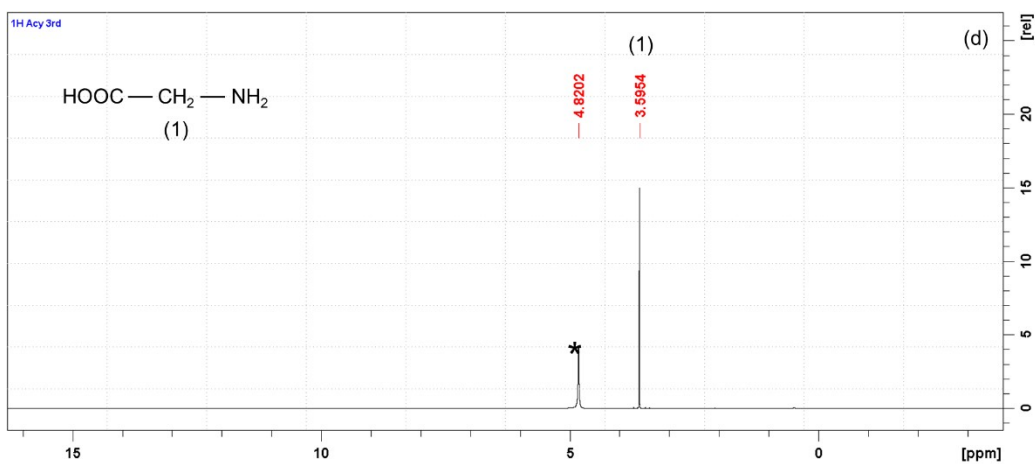 1H Acy 3rd
(1)
(d)
[rel]
4.8202
3.5954
HOOC — CH₂ — NH₂
(1)
20
15
10
5
0
*
15
10
5
0
[ppm]